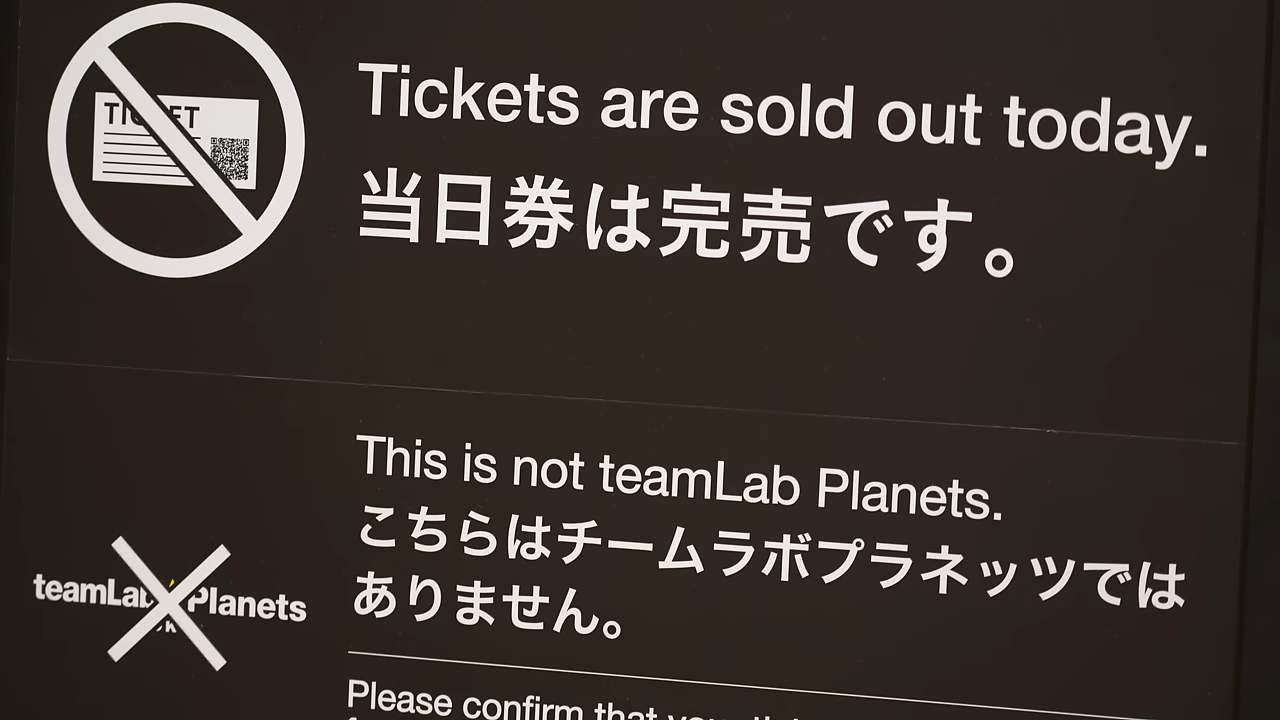 TICKET
Tickets are sold out today.
当日券は完売です。
This is not teamLab Planets.
こちらはチームラボプラネッツでは
ありません。
teamLab Planets
Please confirm that